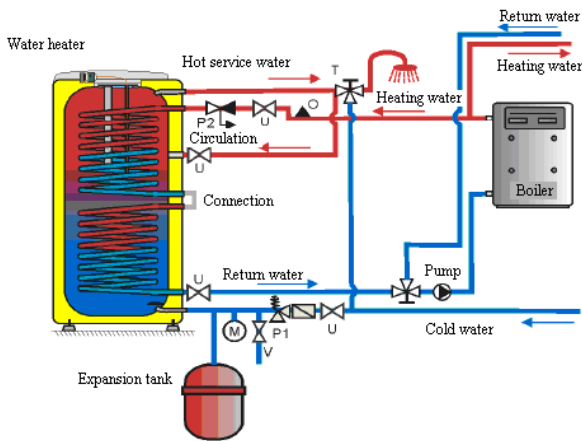 Return water
Water heater
Hot service water
T
Heating water
Heating water
P2
U
O
Circulation
U
Connection
Boiler
U
Return water
Pump
M
P1
U
Cold water
V
Expansion tank